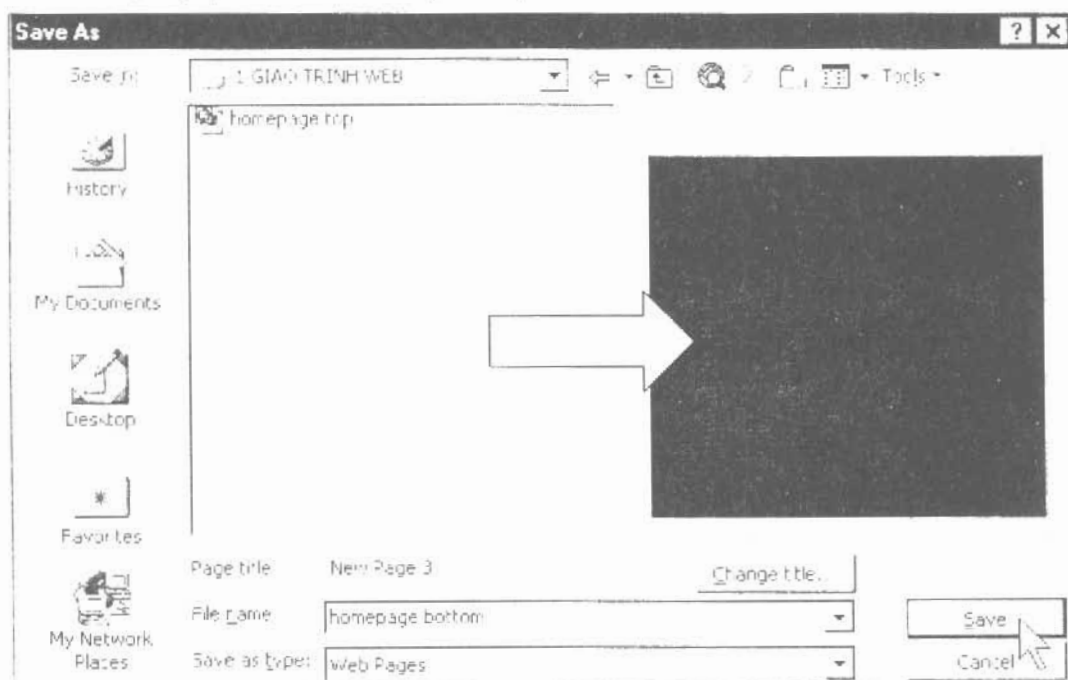 Save As
Save in:
1 GIAO TRINH WEB
Tools
homepage top
History
My Documents
Desktop
Favorites
My Network
Places
Page title
New Page 3
Change title...
File name
homepage bottom
Save
Save as type:
Web Pages
Cancel